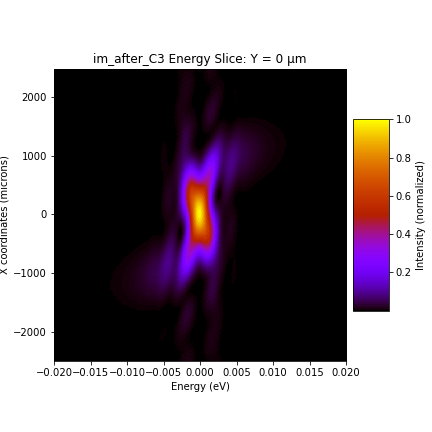 im_after_C3 Energy Slice: Y = 0 μm
2000
1000
0
−1000
−2000
X coordinates (microns)
−0.020−0.015−0.010−0.005 0.000 0.005 0.010 0.015 0.020
Energy (eV)
1.0
0.8
0.6
0.4
0.2
Intensity (normalized)